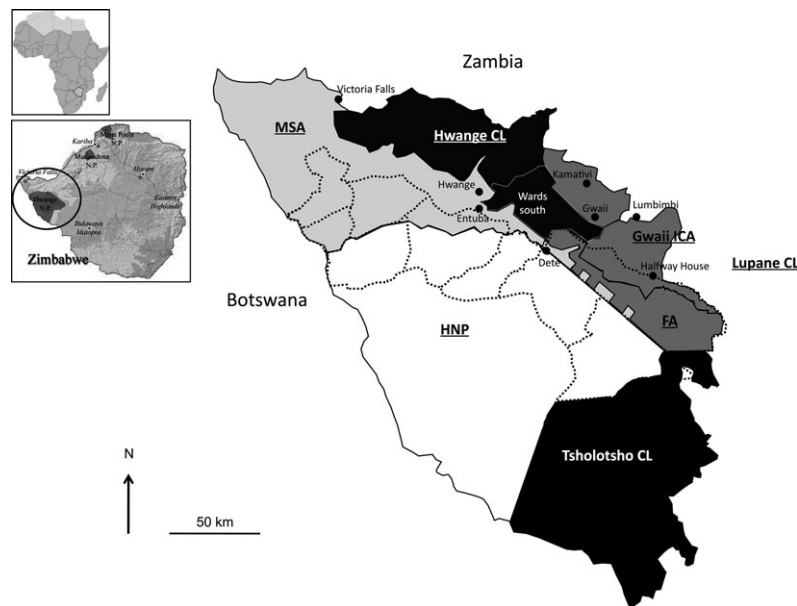 Zambia
Victoria Falls
MSA
Hwange CL
Kamativi
Hwange
Wards
south
Gwaii
Lumbimbi
Entuba
Gwaii ICA
Dete
Halfway House
Lupane CL
Botswana
HNP
FA
Tsholotsho CL
N
50 km
Mana Pools
N.P.
Kariba
N.P.
Victoria Falls
Harare
Hwange
N.P.
Eastern
Highlands
Bulawayo
Matopos
Zimbabwe